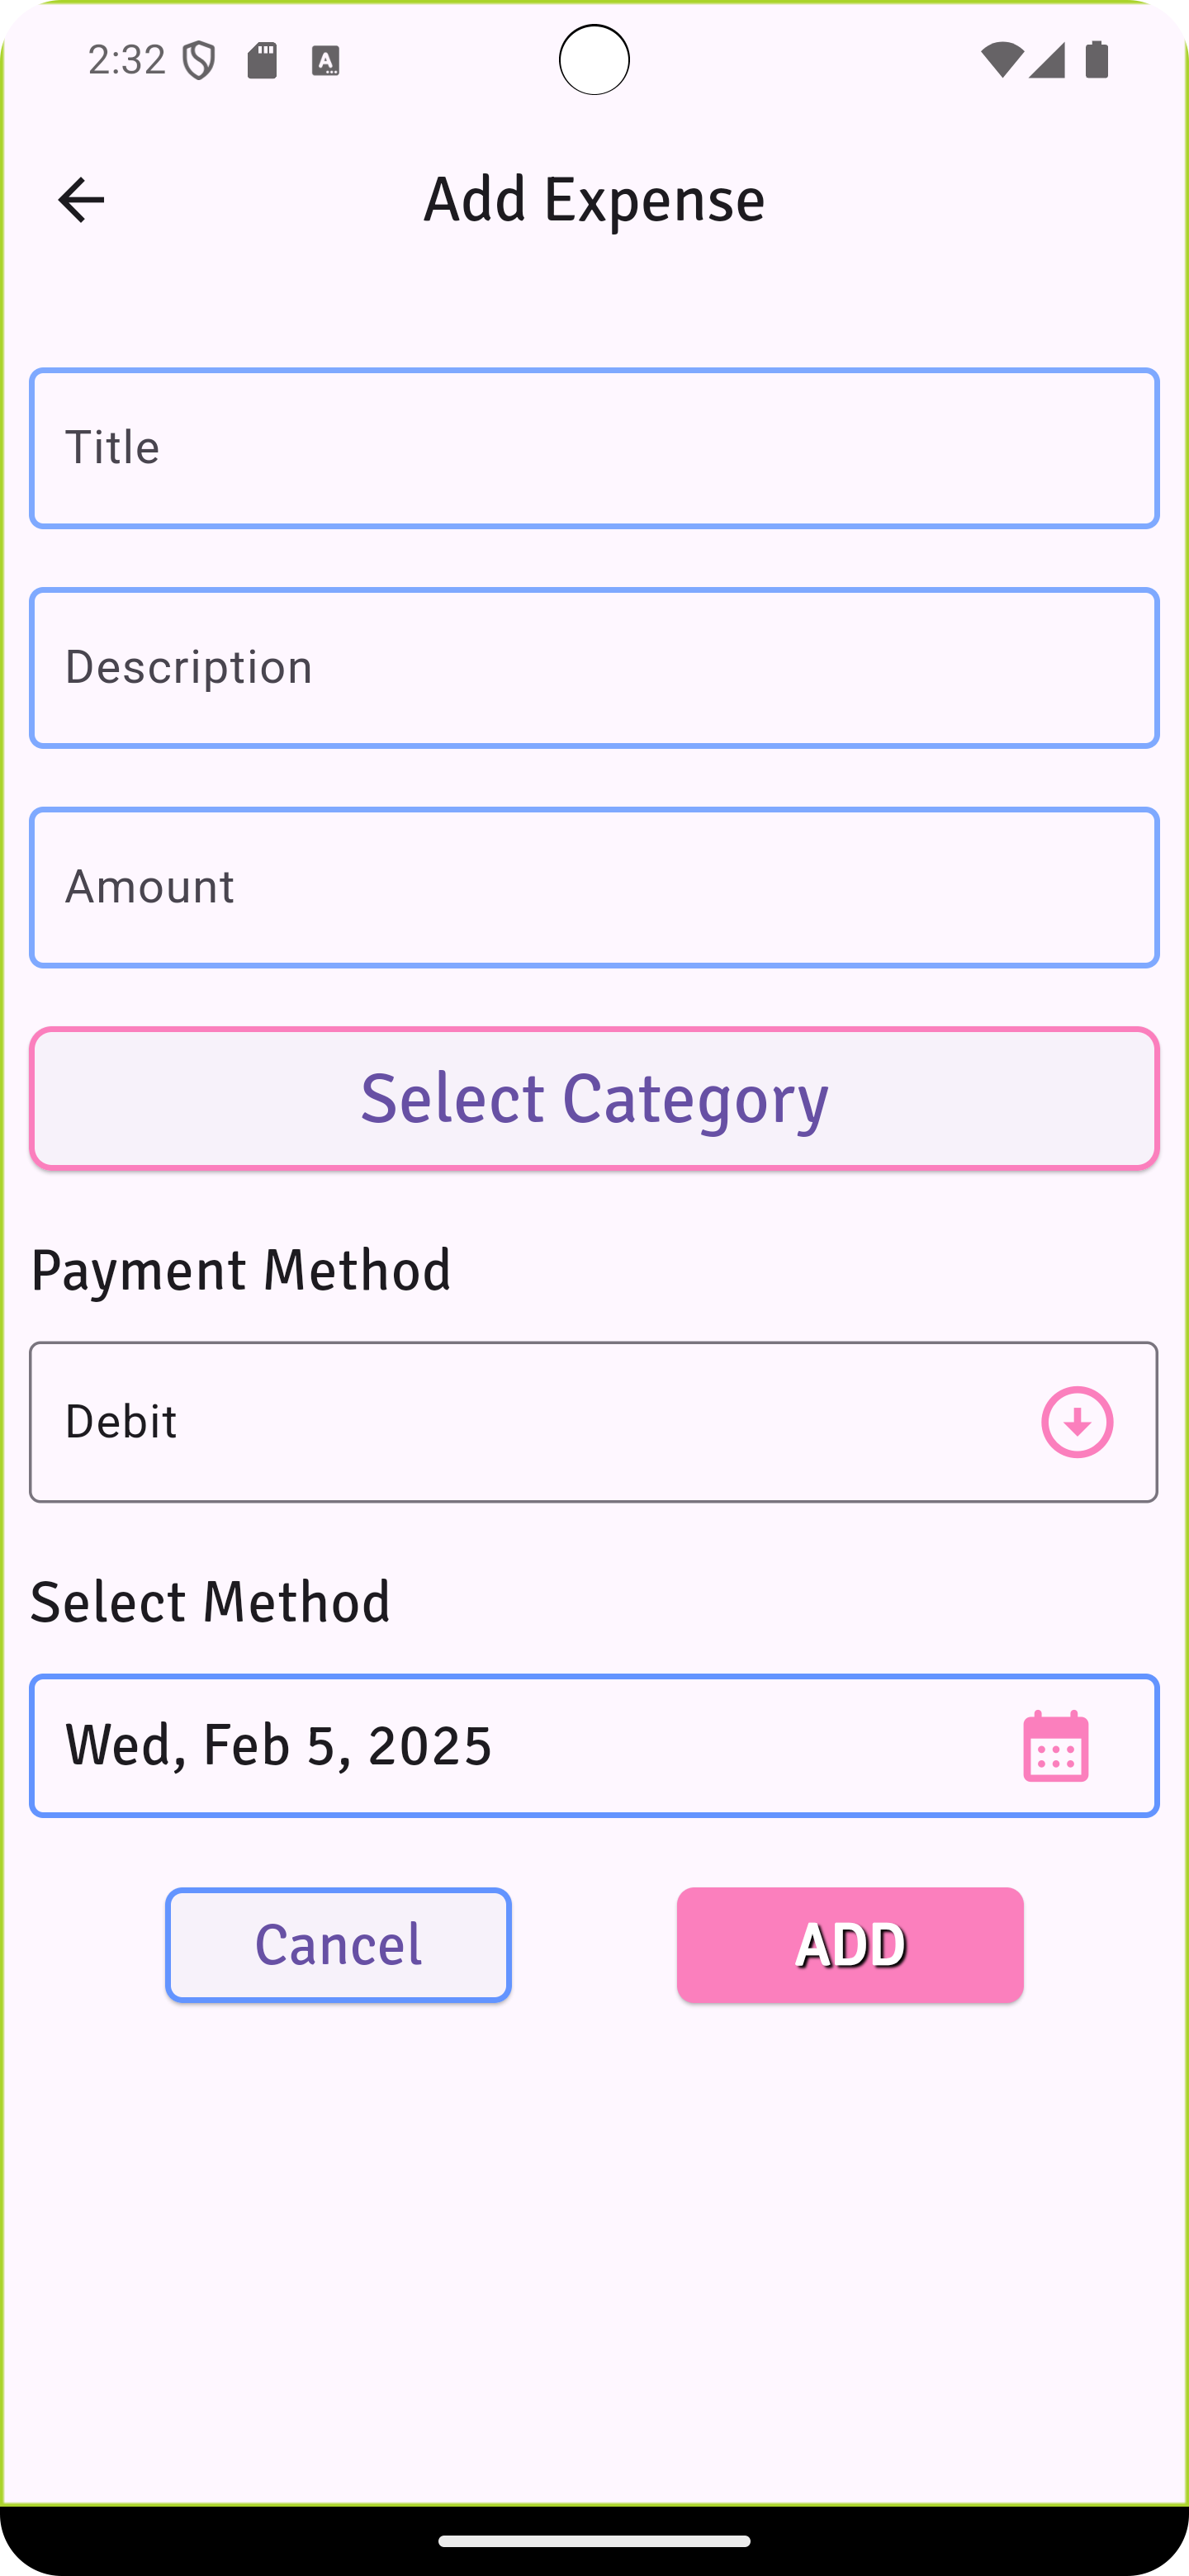 2:32
Add Expense
Title
Description
Amount
Select Category
Payment Method
Debit
Select Method
Wed, Feb 5, 2025
Cancel
ADD